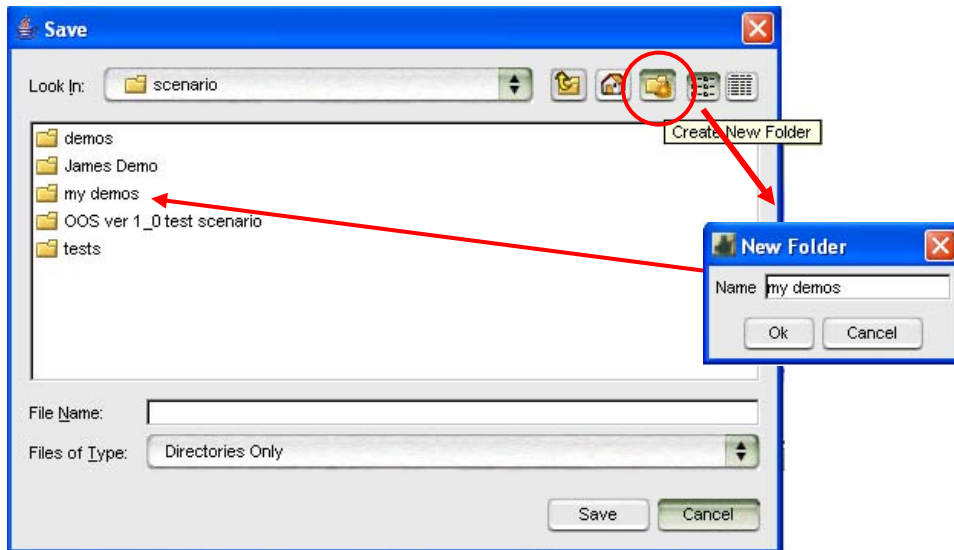 Save
Look In: scenario
Create New Folder
demos
James Demo
my demos
OOS ver 1_0 test scenario
tests
New Folder
Name my demos
Ok Cancel
File Name:
Files of Type: Directories Only
Save Cancel